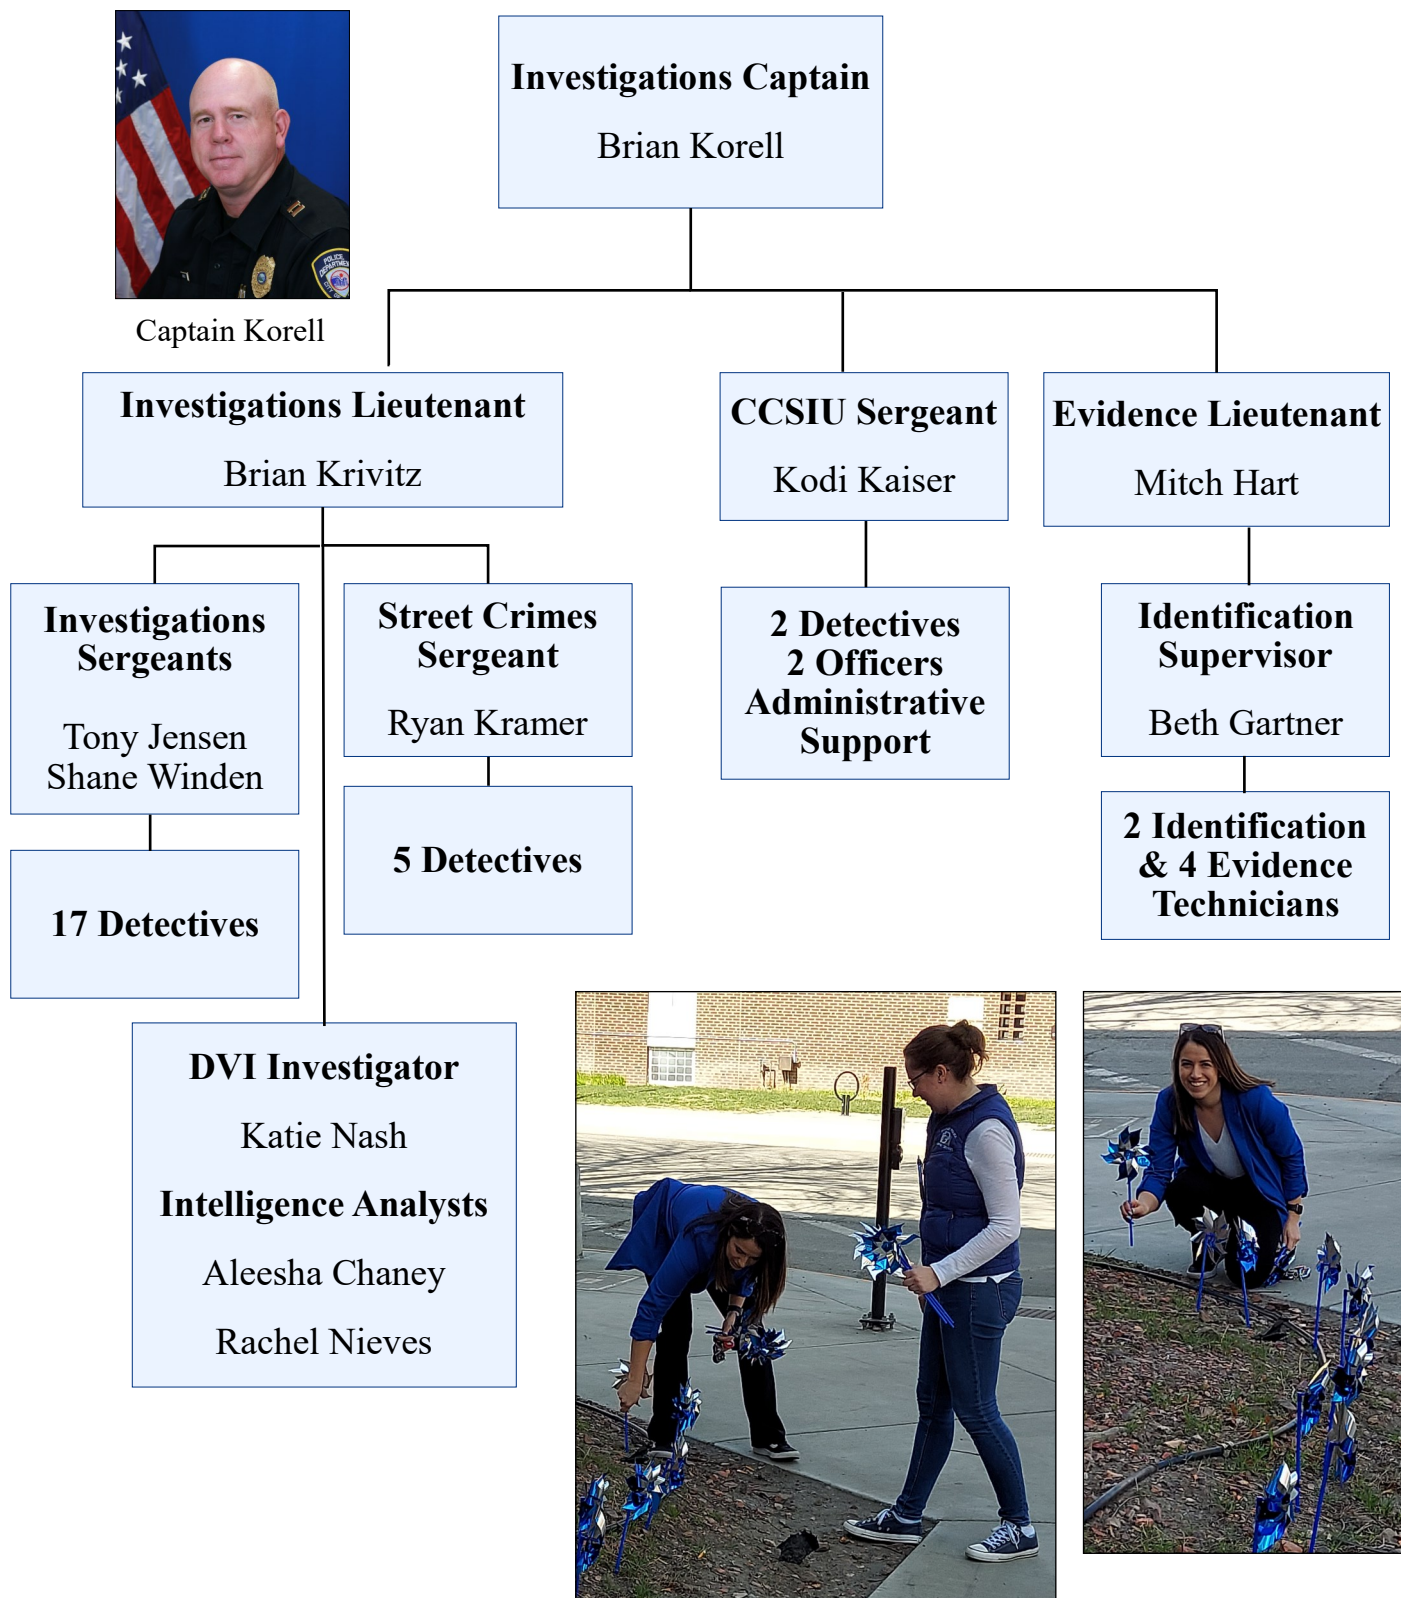 Investigations Captain
Brian Korell
POLICE
DEPARTMENT
Captain Korell
Investigations Lieutenant
Brian Krivitz
CCSIU Sergeant
Kodi Kaiser
Evidence Lieutenant
Mitch Hart
Investigations
Sergeants
Tony Jensen
Shane Winden
Street Crimes
Sergeant
Ryan Kramer
2 Detectives
2 Officers
Administrative
Support
Identification
Supervisor
Beth Gartner
17 Detectives
5 Detectives
2 Identification
& 4 Evidence
Technicians
DVI Investigator
Katie Nash
Intelligence Analysts
Aleesha Chaney
Rachel Nieves